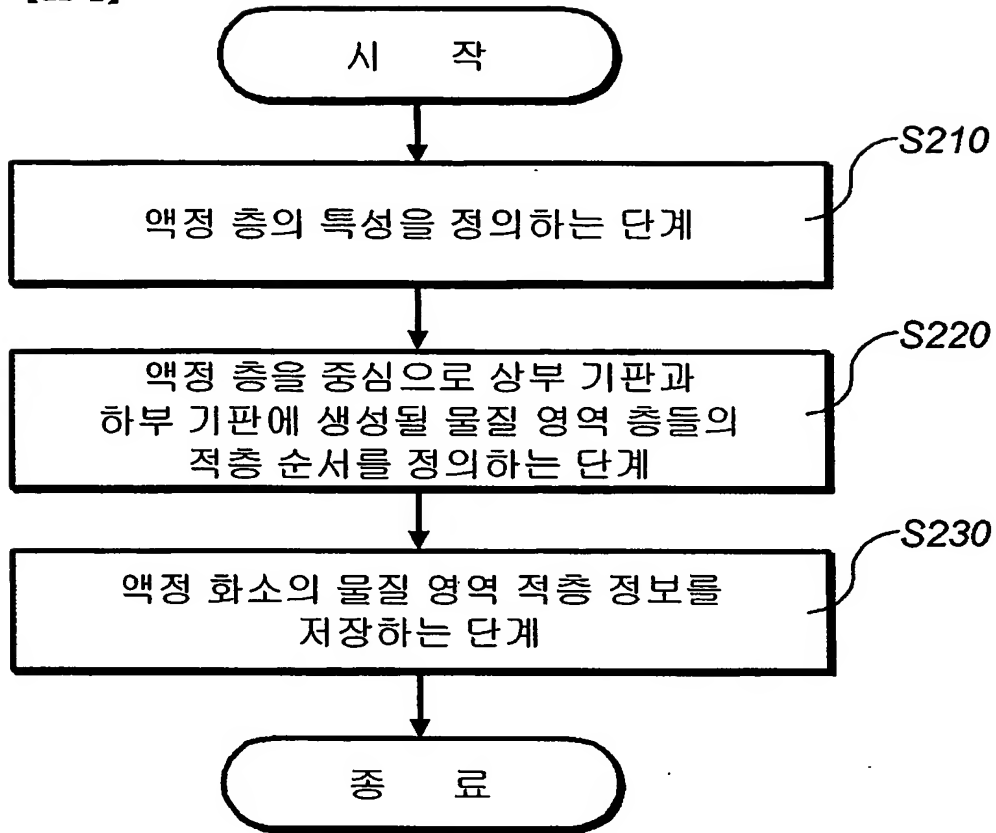 시 작
S210
액정 층의 특성을 정의하는 단계
S220
액정 층을 중심으로 상부 기판과
하부 기판에 생성될 물질 영역 층들의
적층 순서를 정의하는 단계
S230
액정 화소의 물질 영역 적층 정보를
저장하는 단계
종 료